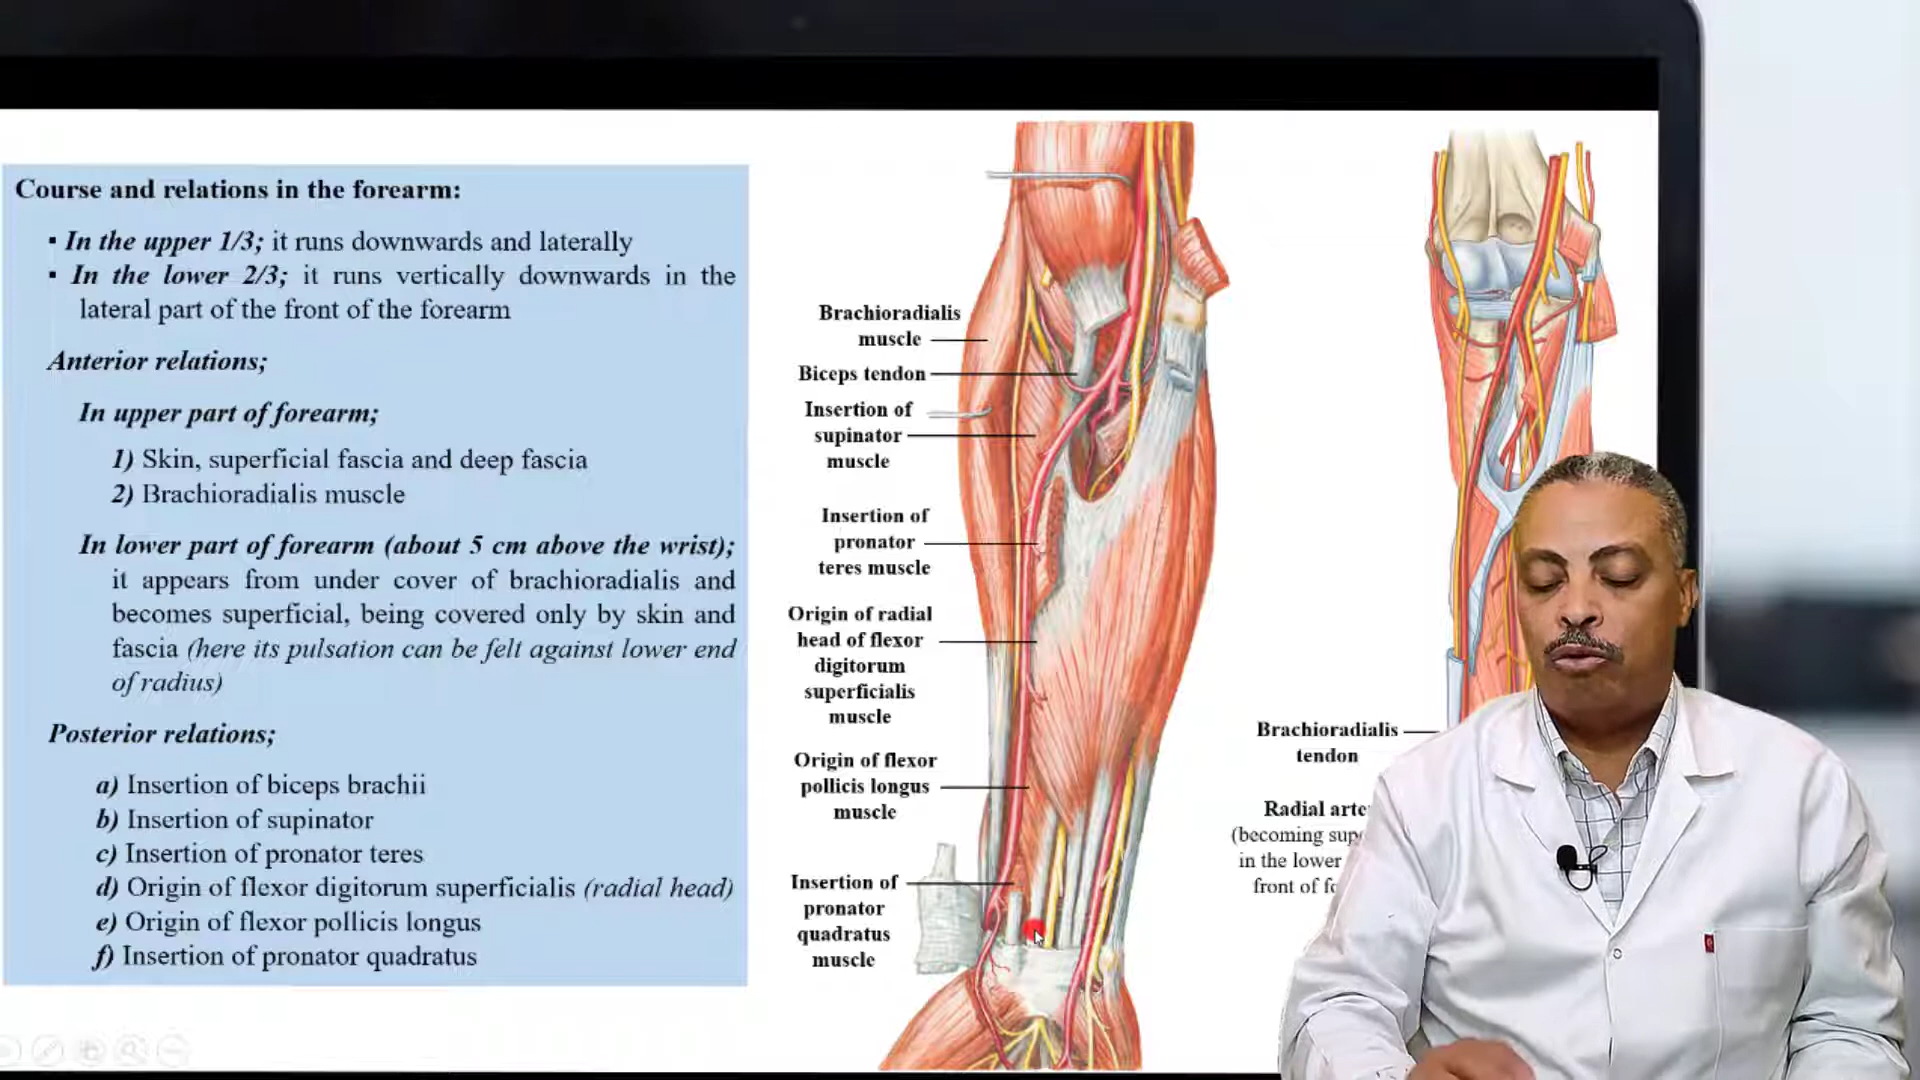 Course and relations in the forearm:
▪ In the upper 1/3; it runs downwards and laterally
▪ In the lower 2/3; it runs vertically downwards in the
lateral part of the front of the forearm
Anterior relations;
In upper part of forearm;
1) Skin, superficial fascia and deep fascia
2) Brachioradialis muscle
In lower part of forearm (about 5 cm above the wrist);
it appears from under cover of brachioradialis and
becomes superficial, being covered only by skin and
fascia (here its pulsation can be felt against lower end
of radius)
Posterior relations;
a) Insertion of biceps brachii
b) Insertion of supinator
c) Insertion of pronator teres
d) Origin of flexor digitorum superficialis (radial head)
e) Origin of flexor pollicis longus
f) Insertion of pronator quadratus
Brachioradialis
muscle
Biceps tendon
Insertion of
supinator
muscle
Insertion of
pronator
teres muscle
Origin of radial
head of flexor
digitorum
superficialis
muscle
Origin of flexor
pollicis longus
muscle
Insertion of
pronator
quadratus
muscle
Brachioradialis
tendon
Radial
(becoming
in the lower
front of